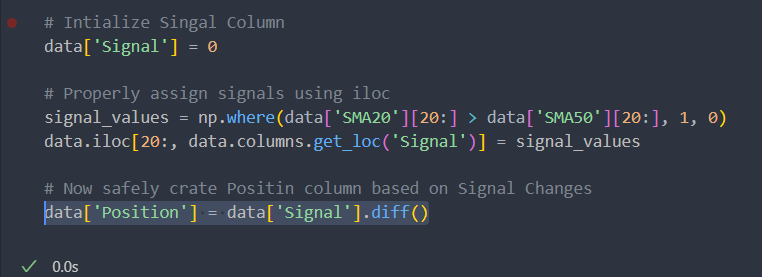 # Intialize Singal Column
data['Signal'] = 0
# Properly assign signals using iloc
signal_values = np.where(data['SMA20'][20:] > data['SMA50'][20:], 1, 0)
data.iloc[20:, data.columns.get_loc('Signal')] = signal_values
# Now safely crate Positin column based on Signal Changes
data['Position'] = data['Signal'].diff()
0.0s